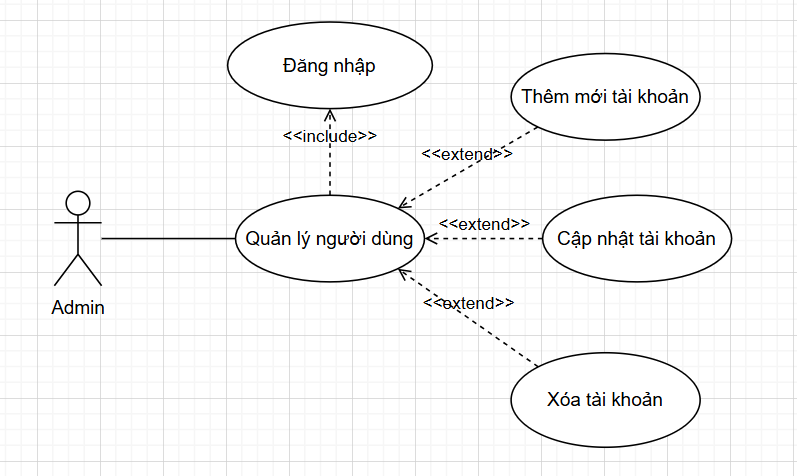 Đăng nhập
<<include>>
Thêm mới tài khoản
<<extend>>
Quản lý người dùng
<<extend>>
Cập nhật tài khoản
<<extend>>
Xóa tài khoản
Admin